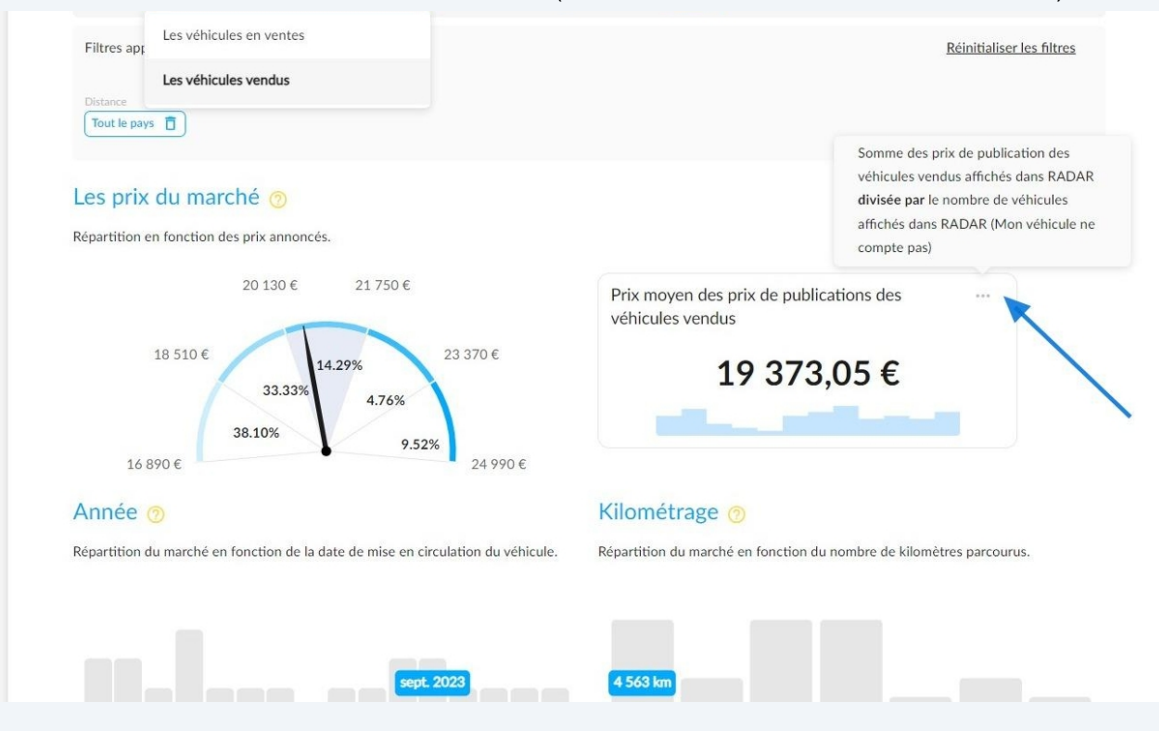 Les véhicules en ventes
Filtres app
Réinitialiser les filtres
Les véhicules vendus
Distance
Tout le pays
Somme des prix de publication des
véhicules vendus affichés dans RADAR
divisée par le nombre de véhicules
affichés dans RADAR (Mon véhicule ne
compte pas)
Les prix du marché ?
Répartition en fonction des prix annoncés.
20 130 €
21 750 €
18 510 €
23 370 €
14.29%
33.33%
4.76%
38.10%
9.52%
16 890 €
24 990 €
Prix moyen des prix de publications des
véhicules vendus
...
19 373,05 €
Année ?
Répartition du marché en fonction de la date de mise en circulation du véhicule.
Kilométrage ?
Répartition du marché en fonction du nombre de kilomètres parcourus.
sept. 2023
4 563 km